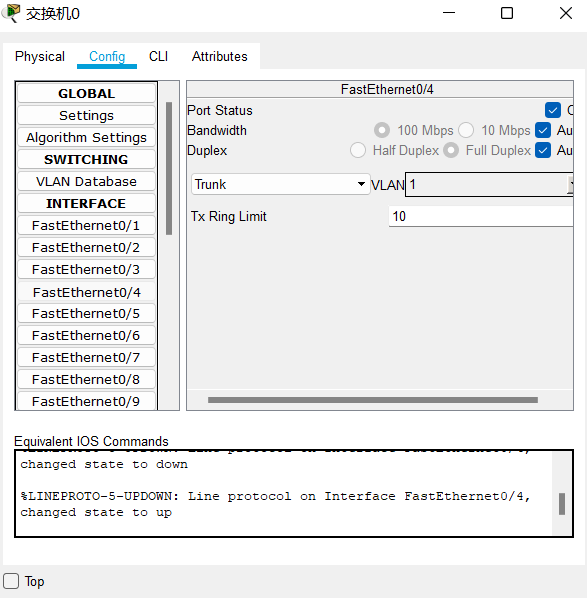 交换机0
Physical Config CLI Attributes
GLOBAL
Settings
Algorithm Settings
SWITCHING
VLAN Database
INTERFACE
FastEthernet0/1
FastEthernet0/2
FastEthernet0/3
FastEthernet0/4
FastEthernet0/5
FastEthernet0/6
FastEthernet0/7
FastEthernet0/8
FastEthernet0/9
FastEthernet0/4
Port Status
Bandwidth 100 Mbps 10 Mbps Au
Duplex Half Duplex Full Duplex Au
Trunk VLAN 1
Tx Ring Limit 10
Equivalent IOS Commands
changed state to down
%LINEPROTO-5-UPDOWN: Line protocol on Interface FastEthernet0/4,
changed state to up
Top